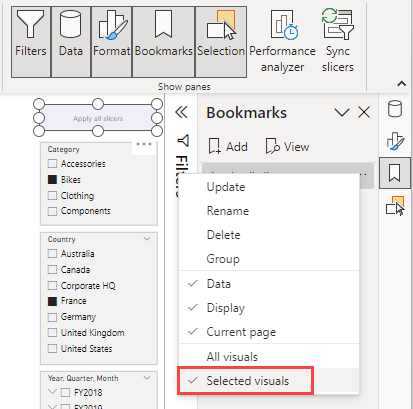 Filters Data Format Bookmarks Selection Performance analyzer Sync slicers
Show panes
Apply all slicers
Category
Accessories
Bikes
Clothing
Components
Country
Australia
Canada
Corporate HQ
France
Germany
United Kingdom
United States
Year, Quarter, Month
FY2018
FY2019
Filters
Bookmarks
Add View
Update
Rename
Delete
Group
Data
Display
Current page
All visuals
Selected visuals